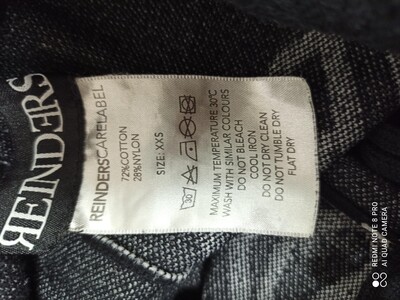 REINDERS
REINDERSCARELABEL
72%COTTON
28%NYLON
SIZE: XXS
30
MAXIMUM TEMPERATURE 30°C
WASH WITH SIMILAR COLOURS
DO NOT BLEACH
COOL IRON
DO NOT DRY CLEAN
DO NOT TUMBLE DRY
FLAT DRY
REDMI NOTE 8 PRO
AI QUAD CAMERA